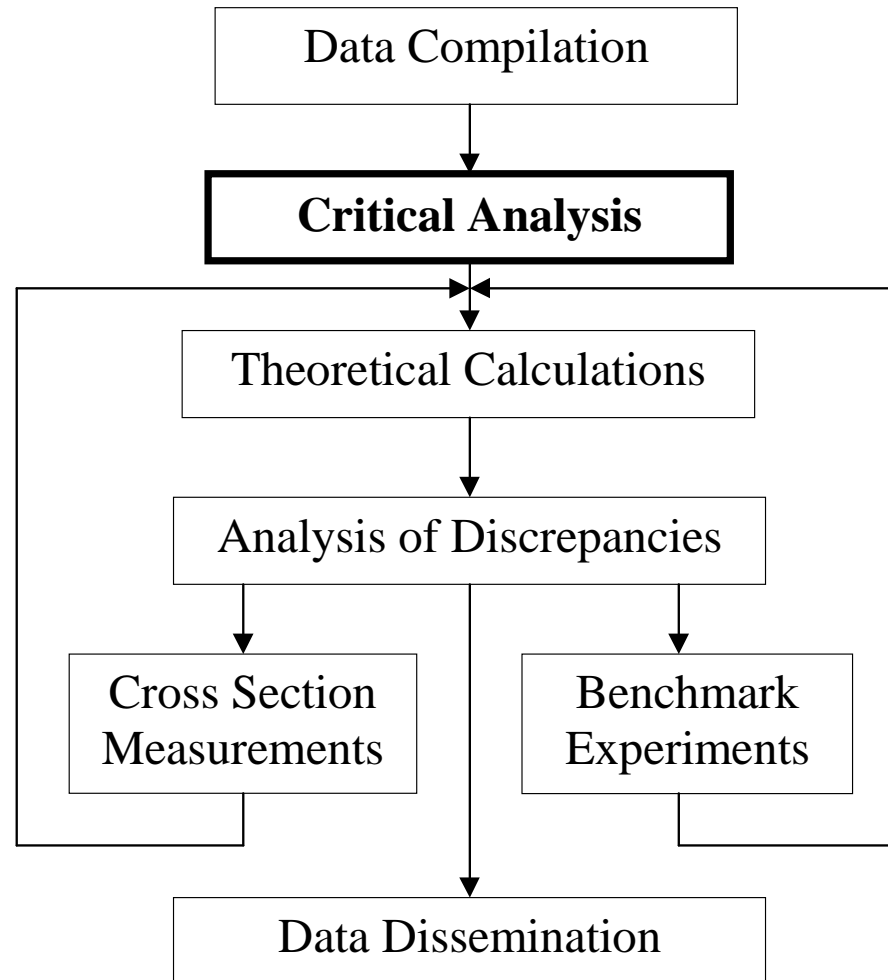 Data Compilation
Critical Analysis
Theoretical Calculations
Analysis of Discrepancies
Cross Section
Measurements
Benchmark
Experiments
Data Dissemination